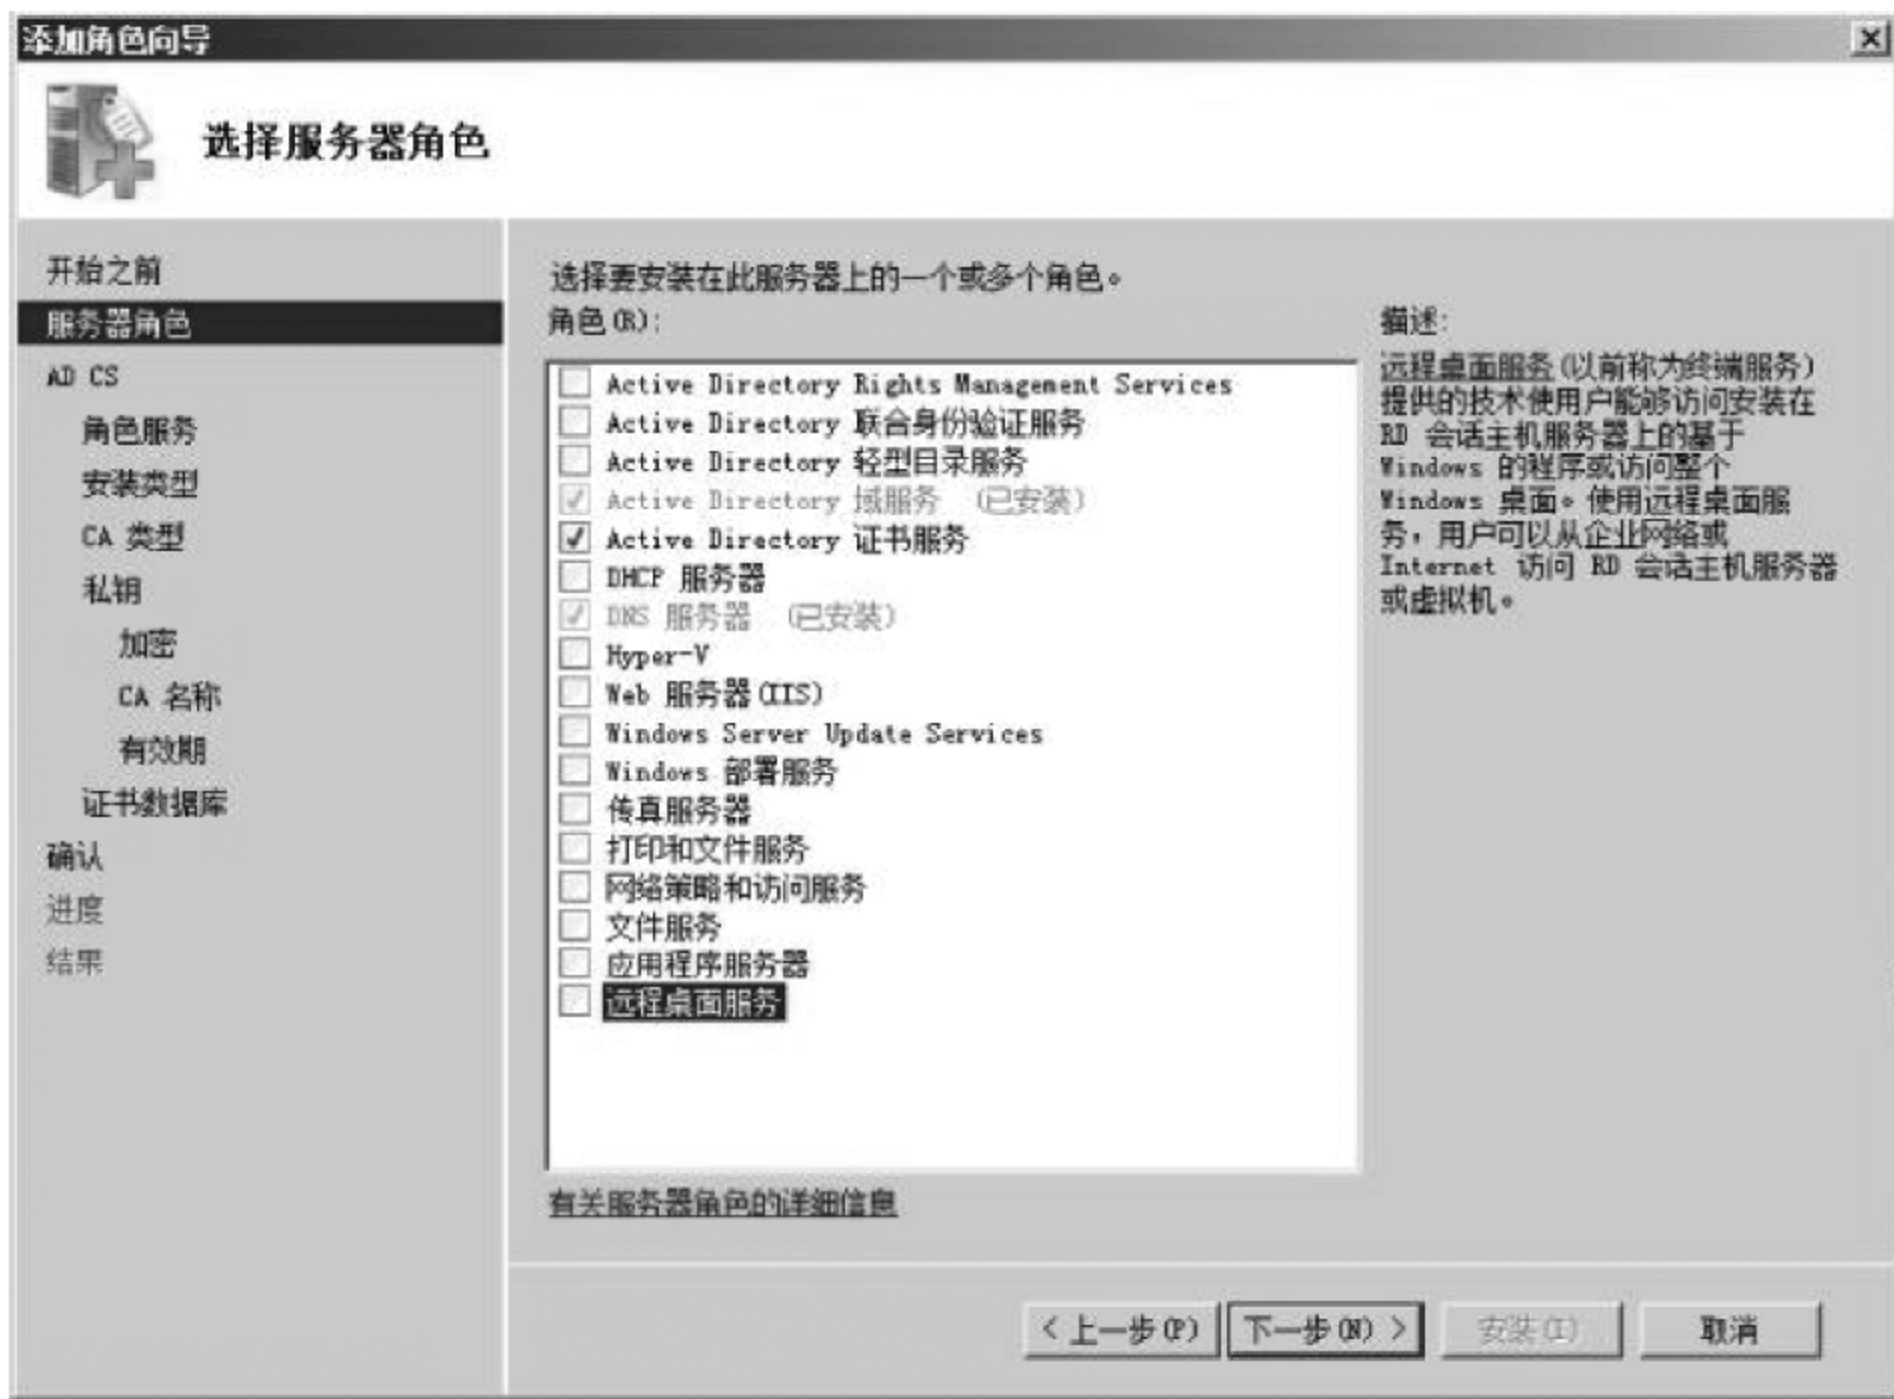 添加角色向导
选择服务器角色
开始之前
服务器角色
AD CS
角色服务
安装类型
CA 类型
私钥
加密
CA 名称
有效期
证书数据库
确认
进度
结果
选择要安装在此服务器上的一个或多个角色。
角色(R):
Active Directory Rights Management Services
Active Directory 联合身份验证服务
Active Directory 轻型目录服务
Active Directory 域服务 (已安装)
Active Directory 证书服务
DHCP 服务器
DNS 服务器 (已安装)
Hyper-V
Web 服务器(IIS)
Windows Server Update Services
Windows 部署服务
传真服务器
打印和文件服务
网络策略和访问服务
文件服务
应用程序服务器
远程桌面服务
有关服务器角色的详细信息
描述:
远程桌面服务(以前称为终端服务)
提供的技术使用户能够访问安装在
RD 会话主机服务器上的基于
Windows 的程序或访问整个
Windows 桌面。使用远程桌面服
务，用户可以从企业网络或
Internet 访问 RD 会话主机服务器
或虚拟机。
< 上一步(P)
下一步(N) >
安装(I)
取消